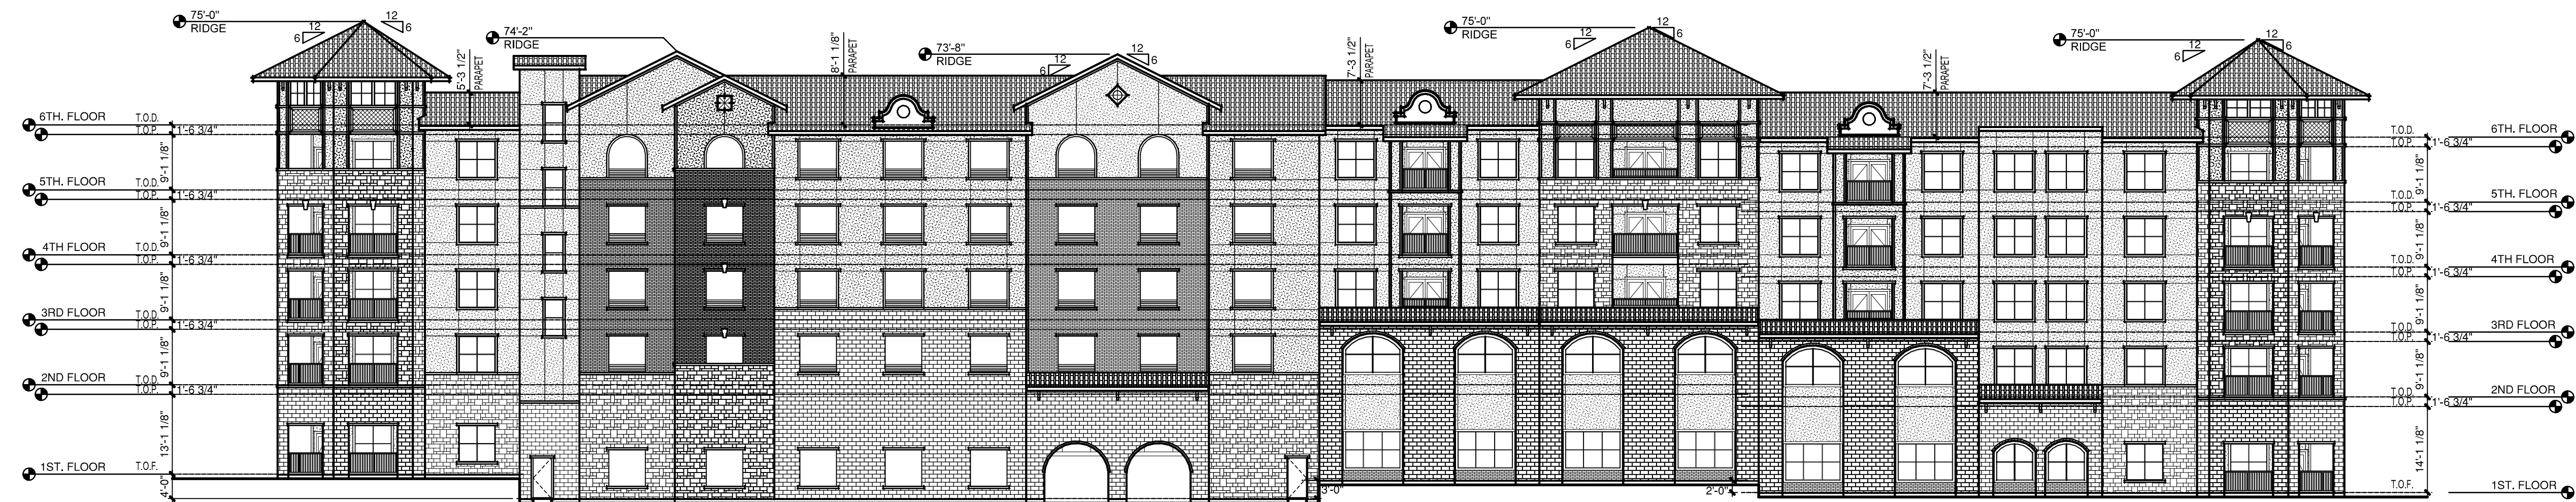 75'-0"
RIDGE
12
6
12
6
74'-2"
RIDGE
5'-3 1/2"
PARAPET
8'-1 1/8"
PARAPET
73'-8"
RIDGE
12
6
12
6
7'-3 1/2"
PARAPET
75'-0"
RIDGE
12
6
12
6
7'-3 1/2"
PARAPET
75'-0"
RIDGE
12
6
12
6
6TH. FLOOR T.O.D.
T.O.P. 1'-6 3/4"
9'-1 1/8"
5TH. FLOOR T.O.D.
T.O.P. 1'-6 3/4"
9'-1 1/8"
4TH FLOOR T.O.D.
T.O.P. 1'-6 3/4"
9'-1 1/8"
3RD FLOOR T.O.D.
T.O.P. 1'-6 3/4"
9'-1 1/8"
2ND FLOOR T.O.D.
T.O.P. 1'-6 3/4"
13'-1 1/8"
1ST. FLOOR T.O.F.
4'-0"
3'-0"
2'-0"
T.O.D. 6TH. FLOOR
T.O.P. 1'-6 3/4"
9'-1 1/8"
T.O.D. 5TH. FLOOR
T.O.P. 1'-6 3/4"
9'-1 1/8"
T.O.D. 4TH FLOOR
T.O.P. 1'-6 3/4"
9'-1 1/8"
T.O.D. 3RD FLOOR
T.O.P. 1'-6 3/4"
9'-1 1/8"
T.O.D. 2ND FLOOR
T.O.P. 1'-6 3/4"
14'-1 1/8"
T.O.F. 1ST. FLOOR